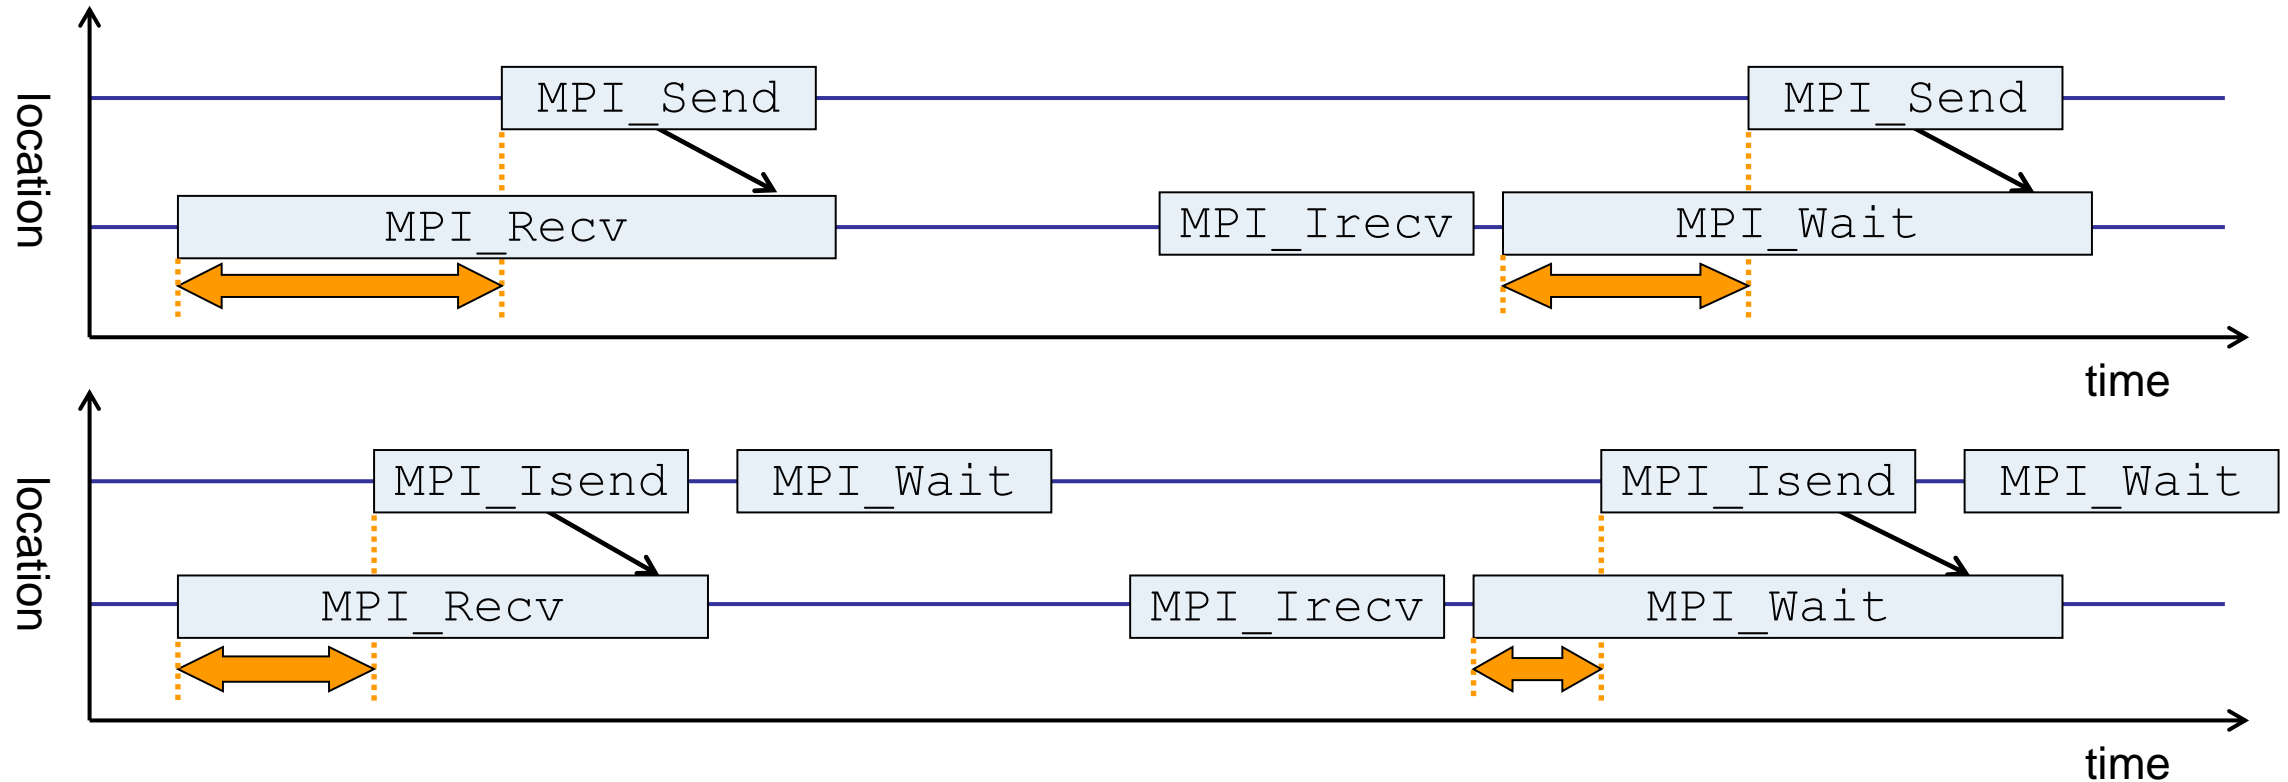 location
MPI_Send
MPI_Send
MPI_Recv
MPI_Irecv
MPI_Wait
time
location
MPI_Isend
MPI_Wait
MPI_Isend
MPI_Wait
MPI_Recv
MPI_Irecv
MPI_Wait
time